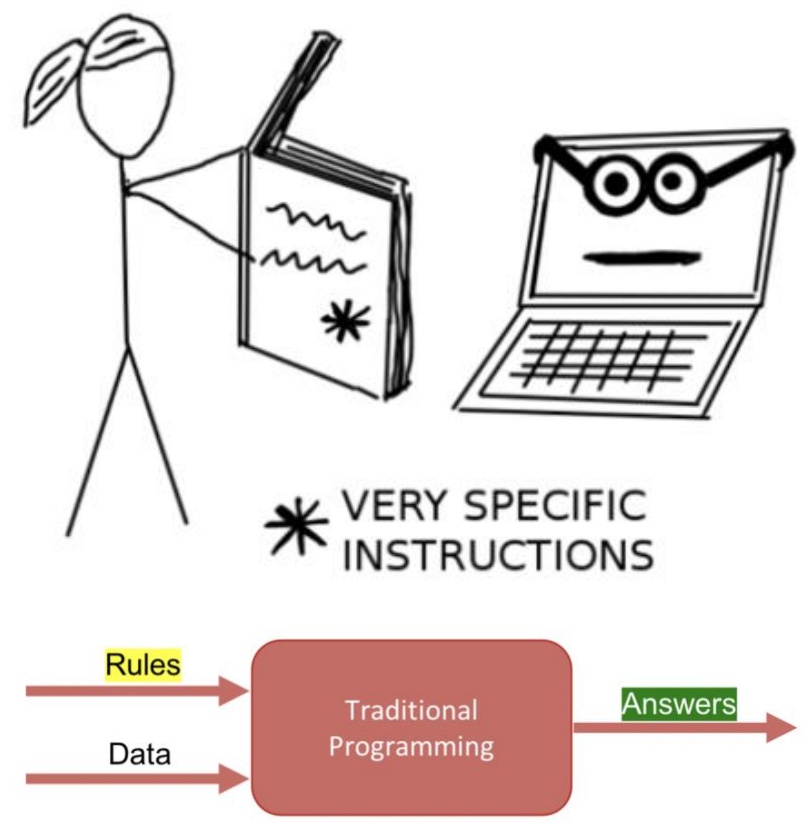 VERY SPECIFIC
INSTRUCTIONS
Rules
Data
Traditional
Programming
Answers